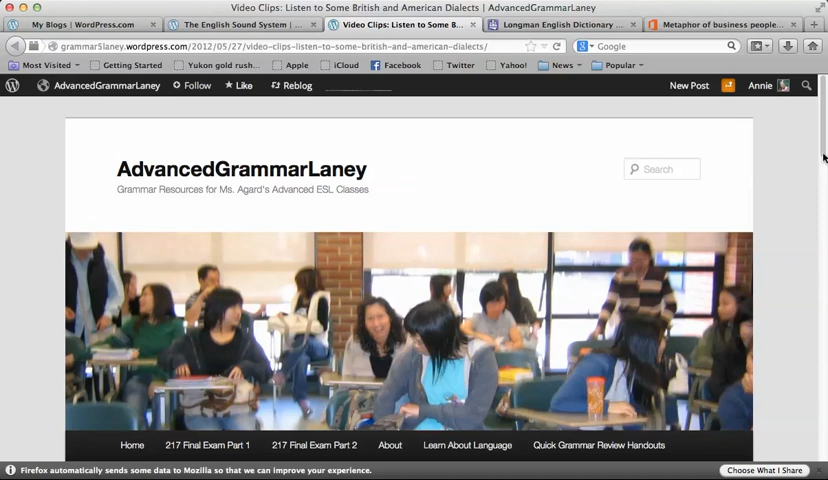 Video Clips: Listen to Some British and American Dialects | AdvancedGrammarLaney
My Blogs | WordPress.com
The English Sound System | ...
Video Clips: Listen to Some B...
Longman English Dictionary ...
Metaphor of business people...
grammar5laney.wordpress.com/2012/05/27/video-clips-listen-to-some-british-and-american-dialects/
Google
Most Visited
Getting Started
Yukon gold rush...
Apple
iCloud
Facebook
Twitter
Yahoo!
News
Popular
AdvancedGrammarLaney
Follow
Like
Reblog
New Post
Annie
AdvancedGrammarLaney
Search
Grammar Resources for Ms. Agard's Advanced ESL Classes
Home
217 Final Exam Part 1
217 Final Exam Part 2
About
Learn About Language
Quick Grammar Review Handouts
Firefox automatically sends some data to Mozilla so that we can improve your experience.
Choose What I Share